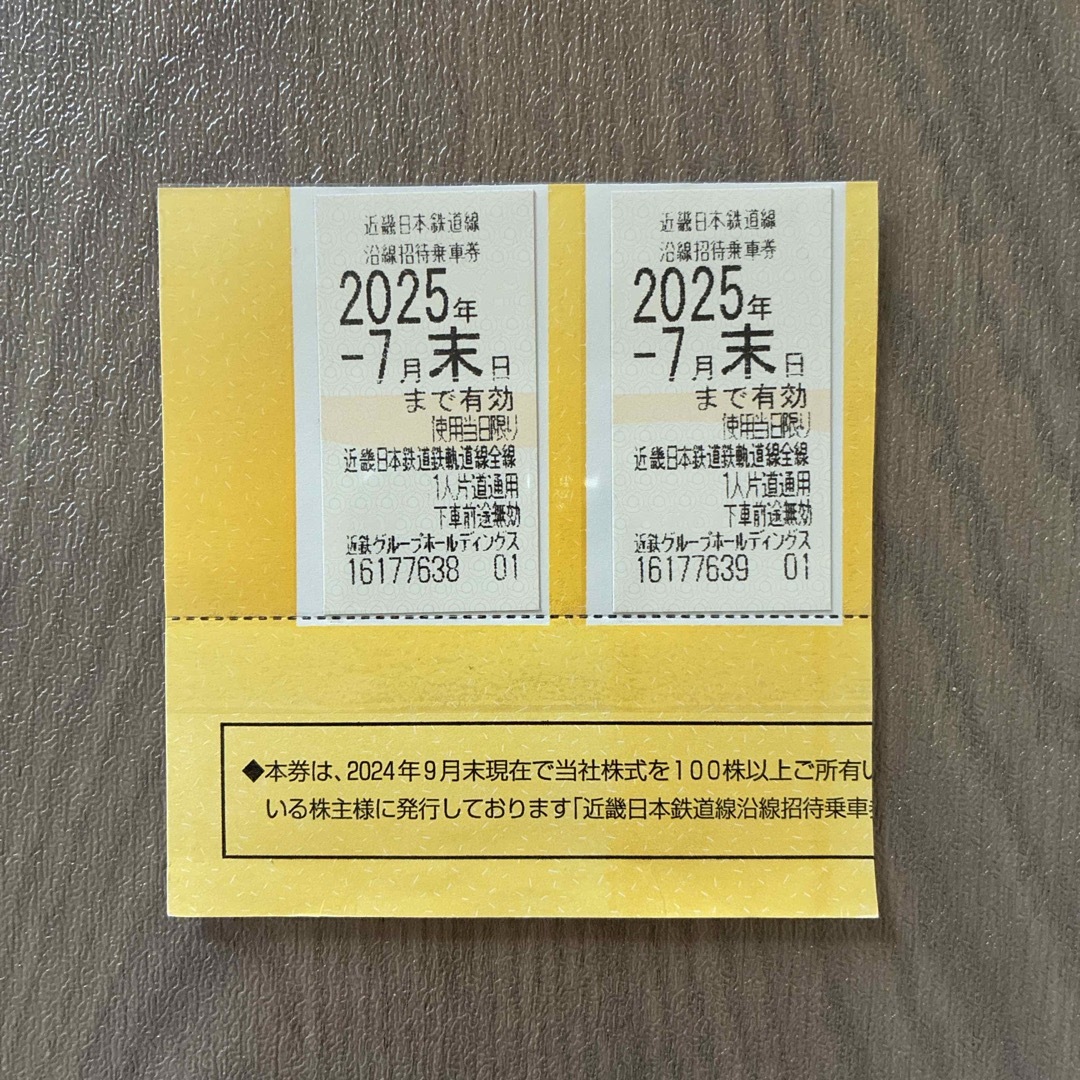 近畿日本鉄道線
沿線招待乗車券
2025年
-7月末日
まで有効
使用当日限り
近畿日本鉄道鉄軌道線全線
1人片道通用
下車前途無効
近鉄グループホールディングス
16177638 01
近畿日本鉄道線
沿線招待乗車券
2025年
-7月末日
まで有効
使用当日限り
近畿日本鉄道鉄軌道線全線
1人片道通用
下車前途無効
近鉄グループホールディングス
16177639 01
◆本券は、2024年9月末現在で当社株式を100株以上ご所有い
いる株主様に発行しております「近畿日本鉄道線沿線招待乗車